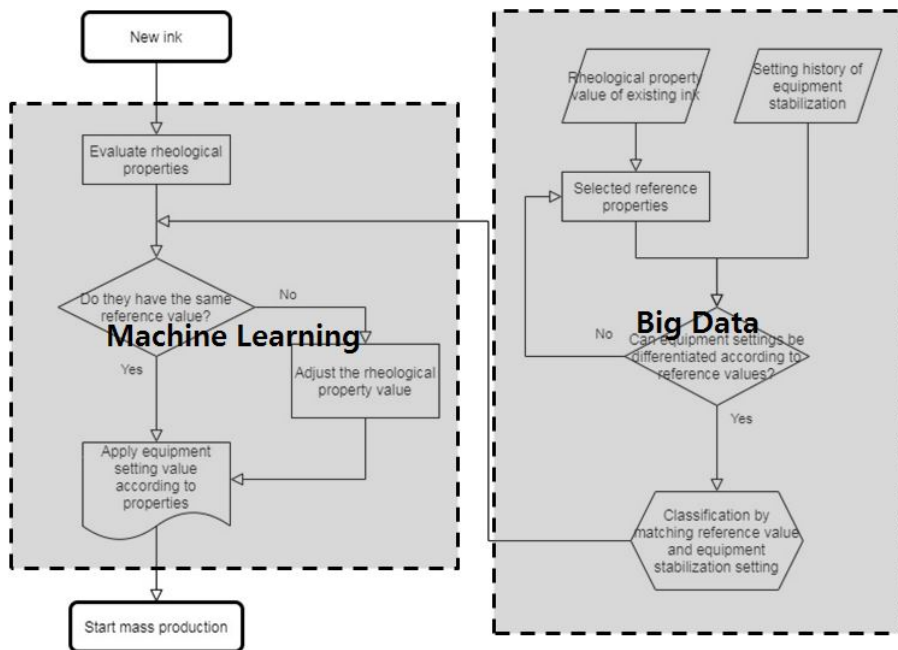 New ink
Evaluate rheological
properties
Do they have the same
reference value?
Machine Learning
No
Yes
Adjust the rheological
property value
Apply equipment
setting value
according to
properties
Start mass production
Rheological property
value of existing ink
Setting history of
equipment
stabilization
Selected reference
properties
Big Data
No
Can equipment settings be
differentiated according to
reference values?
Yes
Classification by
matching reference value
and equipment
stabilization setting